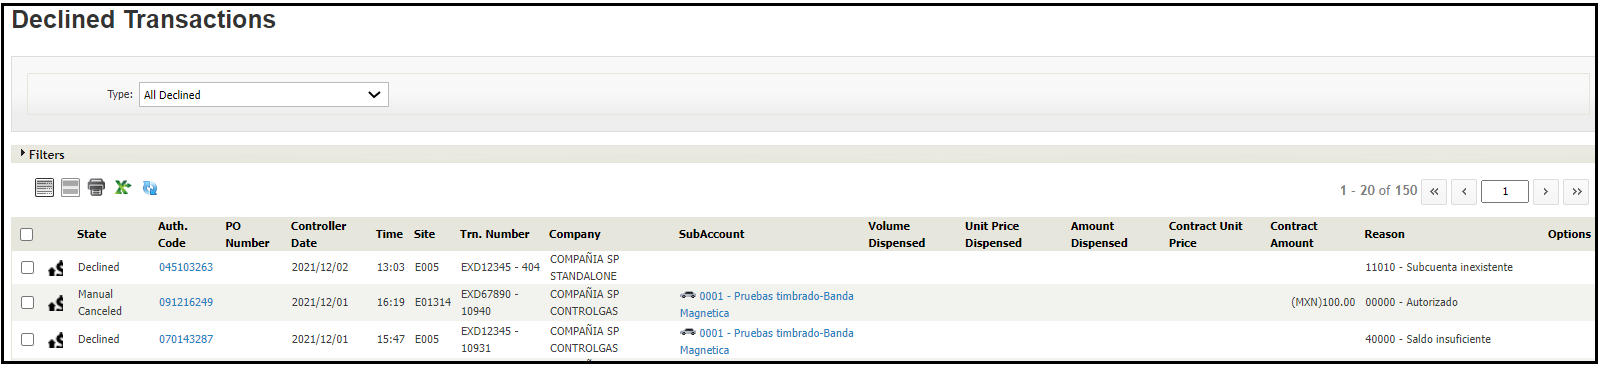 Declined Transactions
Type: All Declined
Filters
1 - 20 of 150 1
State Auth. Code PO Number Controller Date Time Site Trn. Number Company SubAccount Volume Dispensed Unit Price Dispensed Amount Dispensed Contract Unit Price Contract Amount Reason Options
Declined 045103263 2021/12/02 13:03 E005 EXD12345 - 404 COMPAÑIA SP STANDALONE 11010 - Subcuenta inexistente
Manual Canceled 091216249 2021/12/01 16:19 E01314 EXD67890 - 10940 COMPAÑIA SP CONTROLGAS 0001 - Pruebas timbrado-Banda Magnetica (MXN)100.00 00000 - Autorizado
Declined 070143287 2021/12/01 15:47 E005 EXD12345 - 10931 COMPAÑIA SP CONTROLGAS 0001 - Pruebas timbrado-Banda Magnetica 40000 - Saldo insuficiente